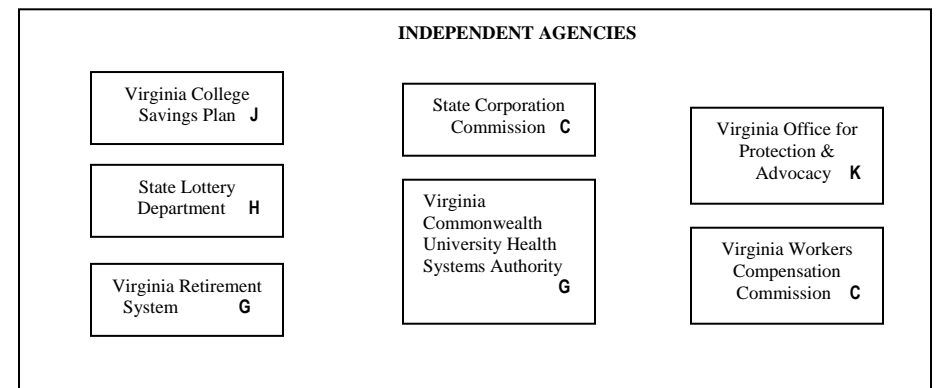 INDEPENDENT AGENCIES
Virginia College
Savings Plan J
State Lottery
Department H
Virginia Retirement
System G
State Corporation
Commission C
Virginia
Commonwealth
University Health
Systems Authority
G
Virginia Office for
Protection &
Advocacy K
Virginia Workers
Compensation
Commission C